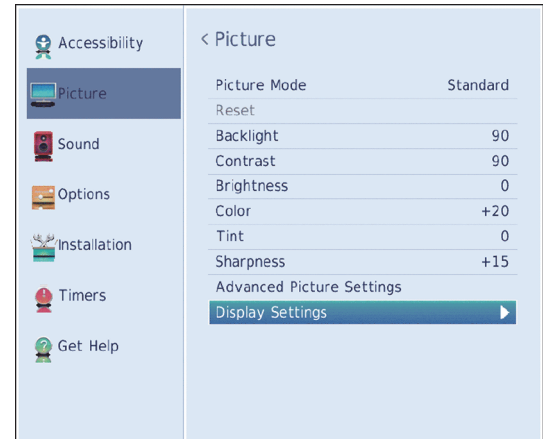 Accessibility
Picture
Sound
Options
Installation
Timers
Get Help
< Picture
Picture Mode Standard
Reset
Backlight 90
Contrast 90
Brightness 0
Color +20
Tint 0
Sharpness +15
Advanced Picture Settings
Display Settings